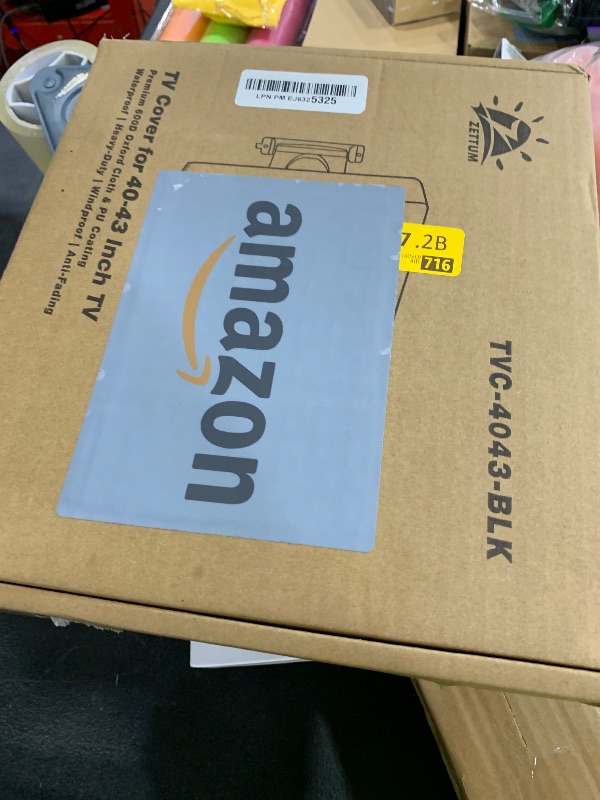 TV Cover for 40-43 Inch TV
Premium 600D Oxford Cloth & PU Coating
Waterproof | Heavy-Duty | Windproof | Anti-Fading
LPN PM EJ6325325
ZETTUM
amazon
7.2B
716
TVC-4043-BLK